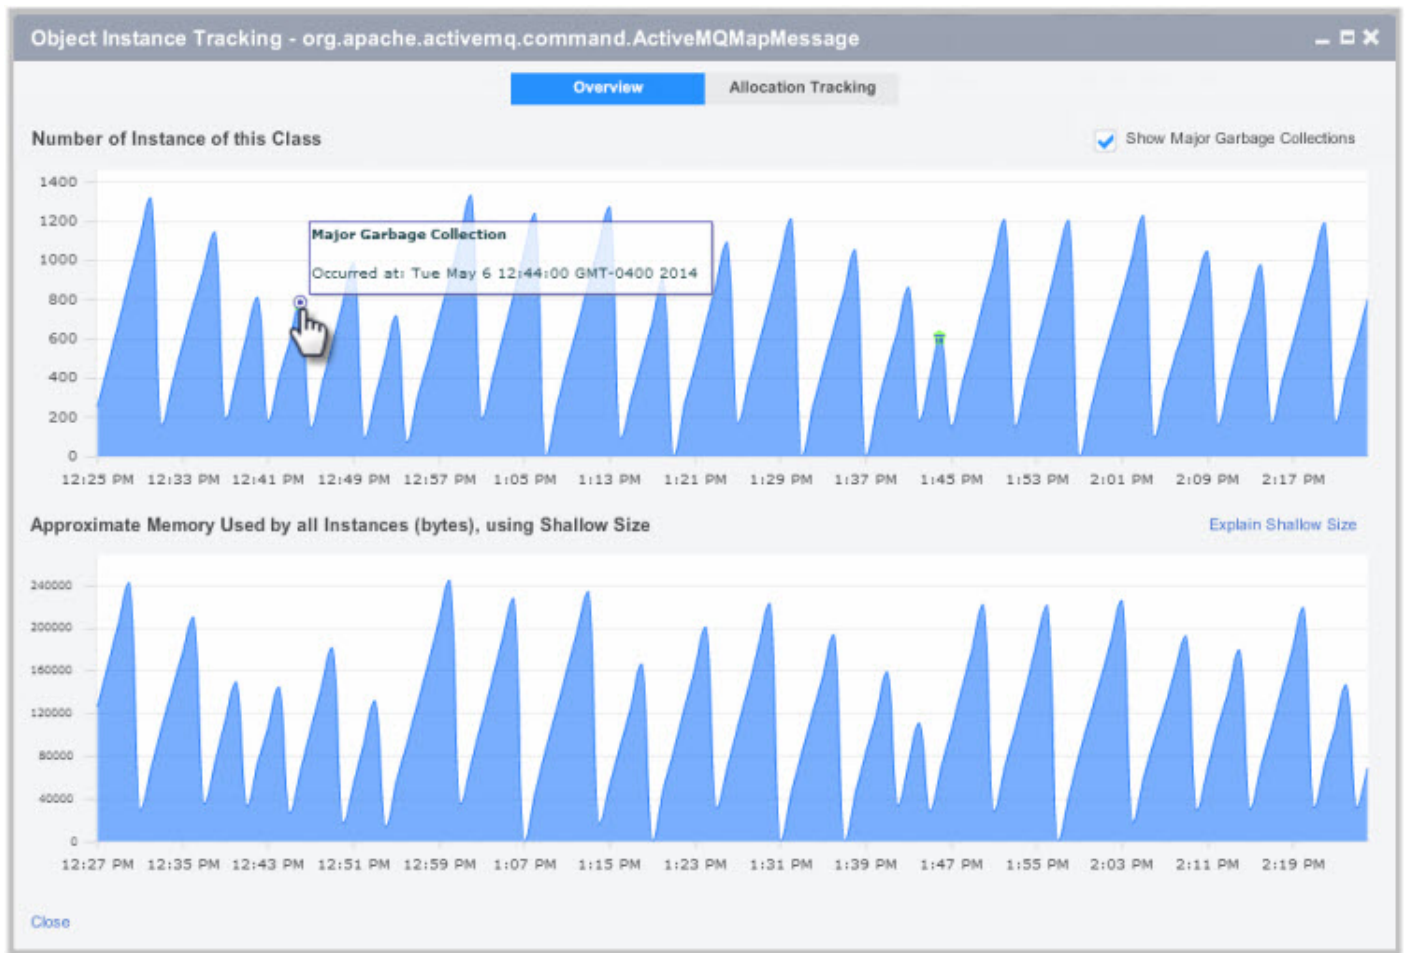 Object Instance Tracking - org.apache.activemq.command.ActiveMQMapMessage
Overview Allocation Tracking
Number of Instance of this Class
Show Major Garbage Collections
1400
1200
1000
800
600
400
200
0
Major Garbage Collection
Occurred at: Tue May 6 12:44:00 GMT-0400 2014
12:25 PM 12:33 PM 12:41 PM 12:49 PM 12:57 PM 1:05 PM 1:13 PM 1:21 PM 1:29 PM 1:37 PM 1:45 PM 1:53 PM 2:01 PM 2:09 PM 2:17 PM
Approximate Memory Used by all Instances (bytes), using Shallow Size
Explain Shallow Size
240000
200000
160000
120000
80000
40000
0
12:27 PM 12:35 PM 12:43 PM 12:51 PM 12:59 PM 1:07 PM 1:15 PM 1:23 PM 1:31 PM 1:39 PM 1:47 PM 1:55 PM 2:03 PM 2:11 PM 2:19 PM
Close